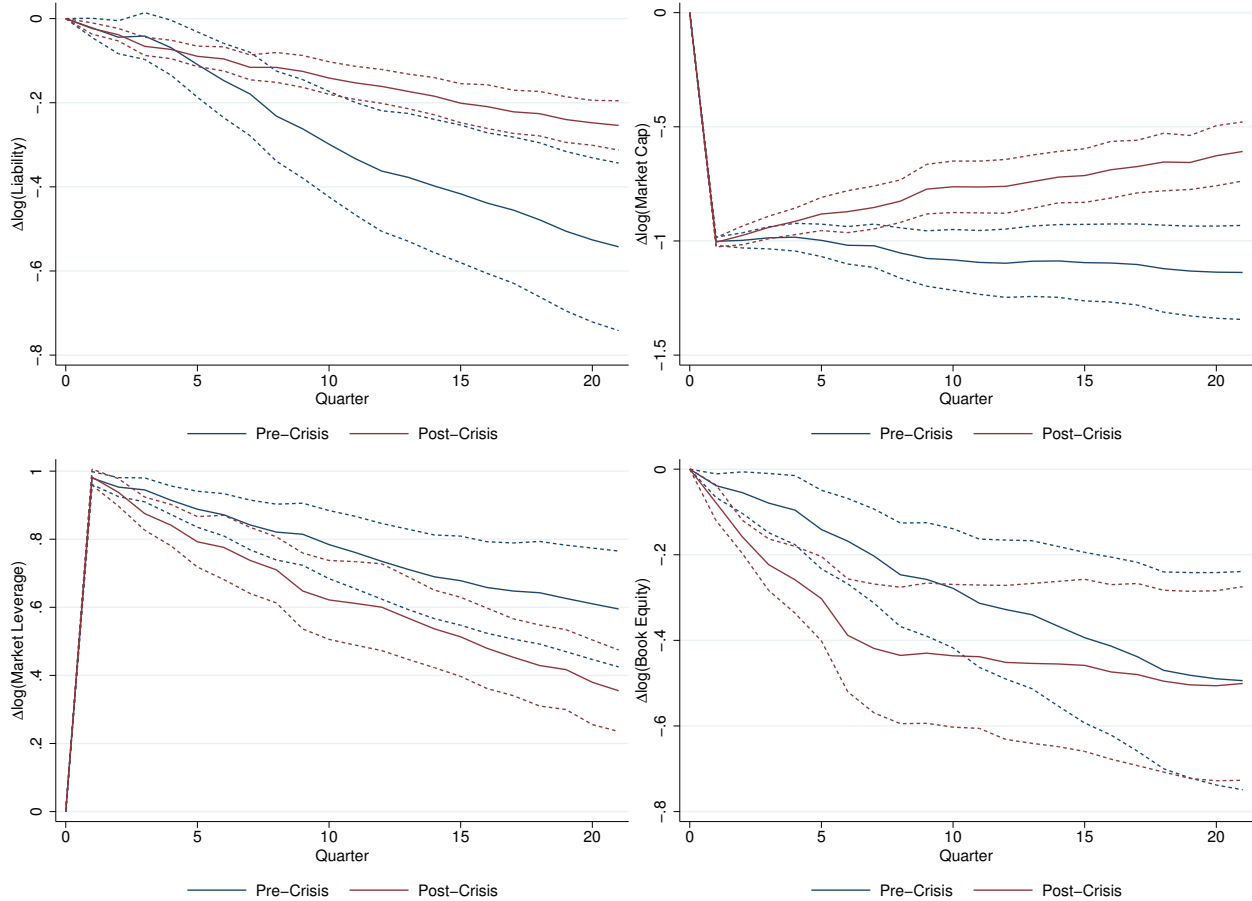 Δlog(Liability)
0
−.2
−.4
−.6
−.8
0 5 10 15 20
Quarter
Pre−Crisis Post−Crisis
Δlog(Market Cap)
0
−.5
−1
−1.5
0 5 10 15 20
Quarter
Pre−Crisis Post−Crisis
Δlog(Market Leverage)
1
.8
.6
.4
.2
0
0 5 10 15 20
Quarter
Pre−Crisis Post−Crisis
Δlog(Book Equity)
0
−.2
−.4
−.6
−.8
0 5 10 15 20
Quarter
Pre−Crisis Post−Crisis